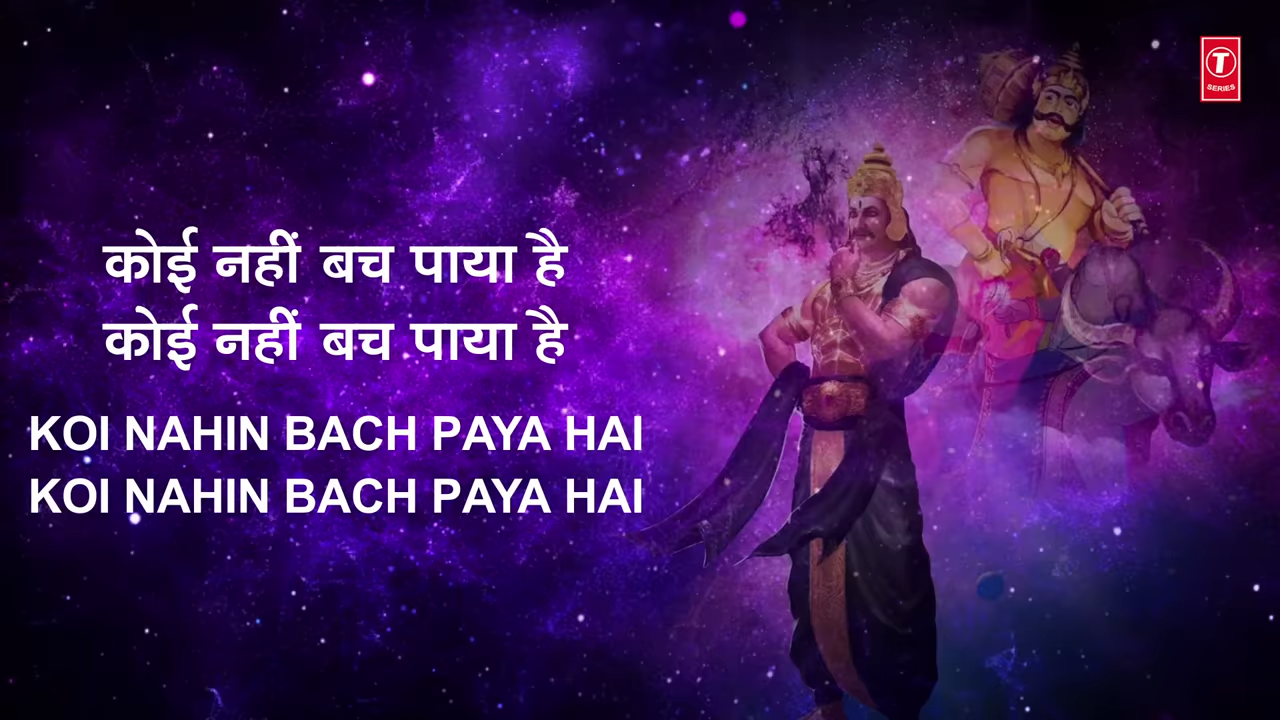 कोई नहीं बच पाया है
कोई नहीं बच पाया है
KOI NAHIN BACH PAYA HAI
KOI NAHIN BACH PAYA HAI
T
SERIES